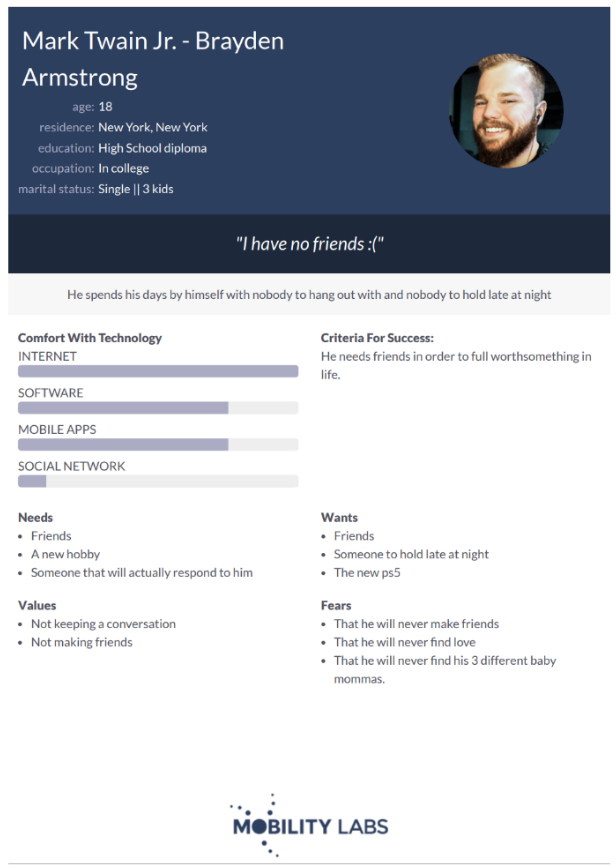 Mark Twain Jr. - Brayden
Armstrong
age: 18
residence: New York, New York
education: High School diploma
occupation: In college
marital status: Single || 3 kids
"I have no friends :("
He spends his days by himself with nobody to hang out with and nobody to hold late at night
Comfort With Technology
INTERNET
SOFTWARE
MOBILE APPS
SOCIAL NETWORK
Criteria For Success:
He needs friends in order to full worthsomething in
life.
Needs
• Friends
• A new hobby
• Someone that will actually respond to him
Wants
• Friends
• Someone to hold late at night
• The new ps5
Values
• Not keeping a conversation
• Not making friends
Fears
• That he will never make friends
• That he will never find love
• That he will never find his 3 different baby
mommas.
MOBILITY LABS